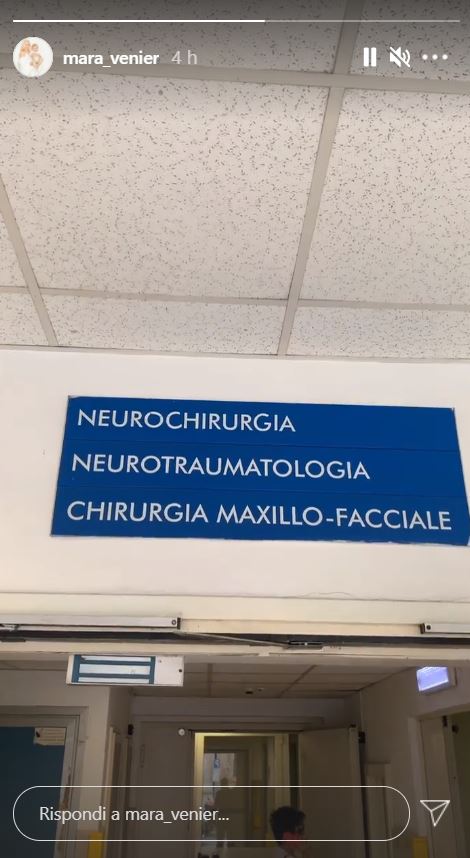 mara_venier 4 h
NEUROCHIRURGIA
NEUROTRAUMATOLOGIA
CHIRURGIA MAXILLO-FACCIALE
Rispondi a mara_venier...